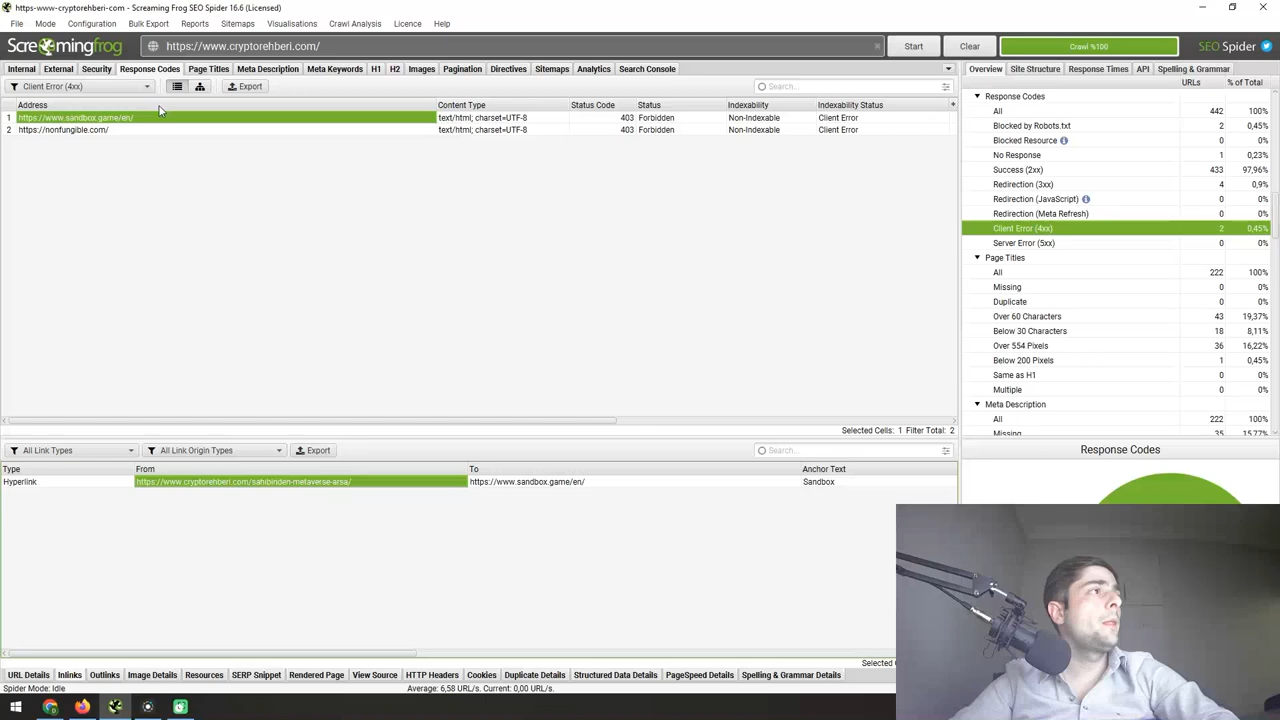 https-www-cryptorehberi-com- - Screaming Frog SEO Spider 16.6 (Licensed)
File Mode Configuration Bulk Export Reports Sitemaps Visualisations Crawl Analysis Licence Help
Screamingfrog https://www.cryptorehberi.com/ Start Clear Crawl %100 SEO Spider
Internal External Security Response Codes Page Titles Meta Description Meta Keywords H1 H2 Images Pagination Directives Sitemaps Analytics Search Console
Client Error (4xx) Export Search...
Address Content Type Status Code Status Indexability Indexability Status
1 https://www.sandbox.game/en/ text/html; charset=UTF-8 403 Forbidden Non-Indexable Client Error
2 https://nonfungible.com/ text/html; charset=UTF-8 403 Forbidden Non-Indexable Client Error
Selected Cells: 1 Filter Total: 2
All Link Types All Link Origin Types Export Search...
Type From To Anchor Text
Hyperlink https://www.cryptorehberi.com/sahibinden-metaverse-arsa/ https://www.sandbox.game/en/ Sandbox
Selected
URL Details Inlinks Outlinks Image Details Resources SERP Snippet Rendered Page View Source HTTP Headers Cookies Duplicate Details Structured Data Details PageSpeed Details Spelling & Grammar Details
Spider Mode: Idle Average: 6,58 URL/s. Current: 0,00 URL/s.
Overview Site Structure Response Times API Spelling & Grammar
URLs % of Total
Response Codes
All 442 100%
Blocked by Robots.txt 2 0,45%
Blocked Resource 0 0%
No Response 1 0,23%
Success (2xx) 433 97,96%
Redirection (3xx) 4 0,9%
Redirection (JavaScript) 0 0%
Redirection (Meta Refresh) 0 0%
Client Error (4xx) 2 0,45%
Server Error (5xx) 0 0%
Page Titles
All 222 100%
Missing 0 0%
Duplicate 0 0%
Over 60 Characters 43 19,37%
Below 30 Characters 18 8,11%
Over 554 Pixels 36 16,22%
Below 200 Pixels 1 0,45%
Same as H1 0 0%
Multiple 0 0%
Meta Description
All 222 100%
Missing 35 15,77%
Response Codes